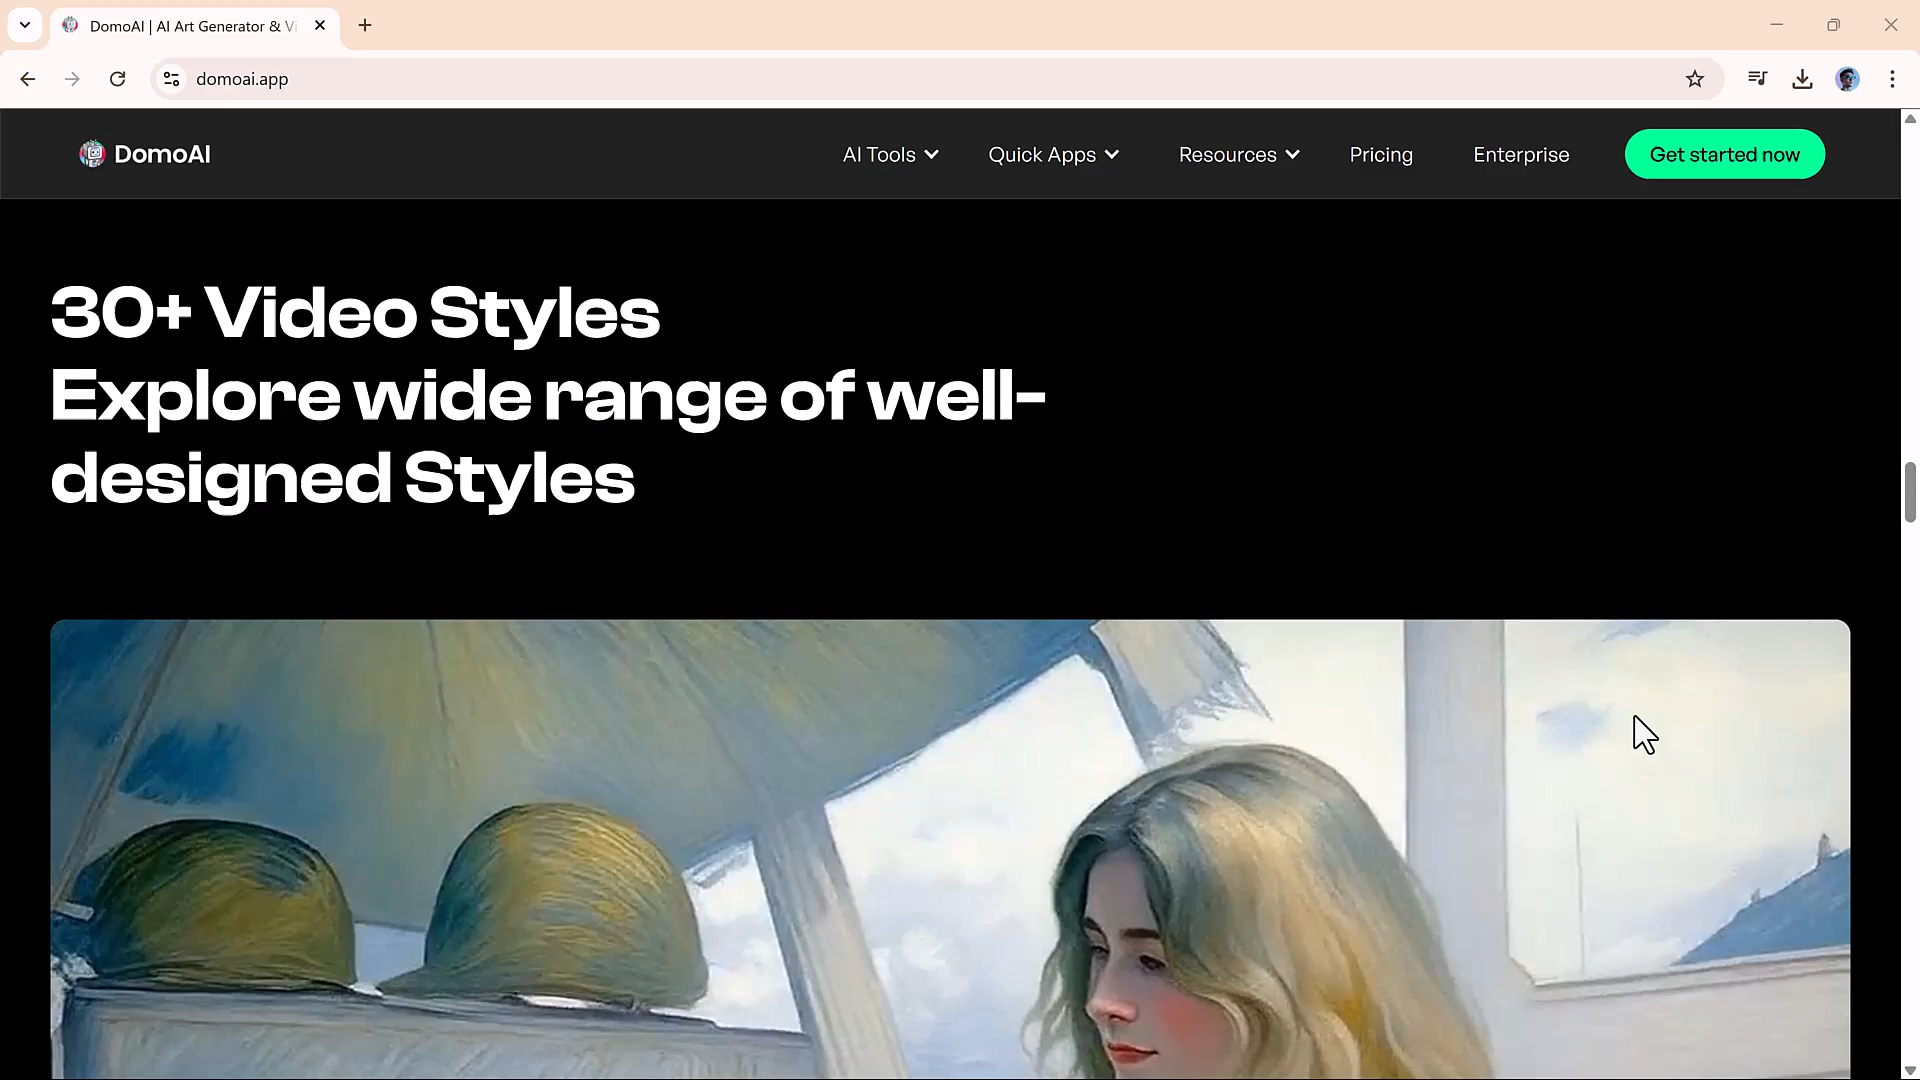 DomoAI | AI Art Generator & Vi
domoai.app
DomoAI
AI Tools
Quick Apps
Resources
Pricing
Enterprise
Get started now
30+ Video Styles
Explore wide range of well-
designed Styles